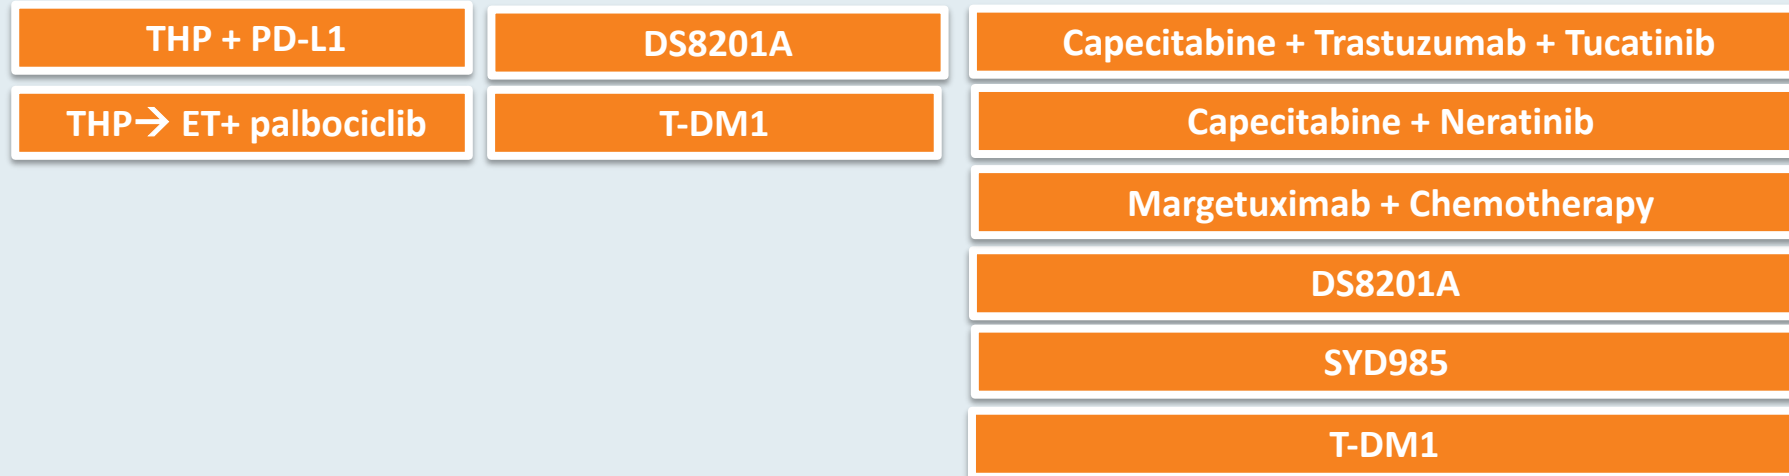 THP + PD-L1
THP→ ET+ palbociclib
DS8201A
T-DM1
Capecitabine + Trastuzumab + Tucatinib
Capecitabine + Neratinib
Margetuximab + Chemotherapy
DS8201A
SYD985
T-DM1